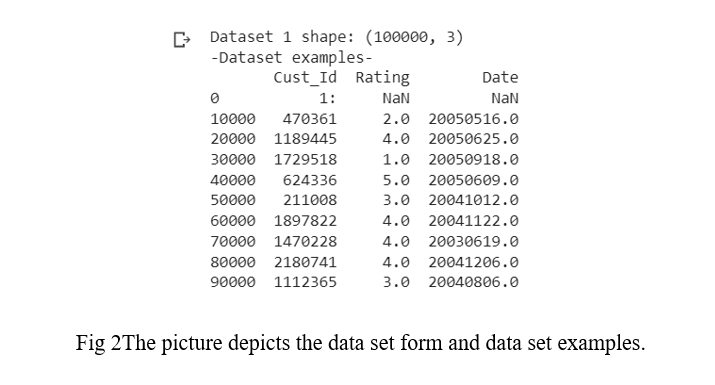 Dataset 1 shape: (100000, 3)
-Dataset examples-
Cust_Id Rating Date
0 1: NaN NaN
10000 470361 2.0 20050516.0
20000 1189445 4.0 20050625.0
30000 1729518 1.0 20050918.0
40000 624336 5.0 20050609.0
50000 211008 3.0 20041012.0
60000 1897822 4.0 20041122.0
70000 1470228 4.0 20030619.0
80000 2180741 4.0 20041206.0
90000 1112365 3.0 20040806.0
Fig 2The picture depicts the data set form and data set examples.